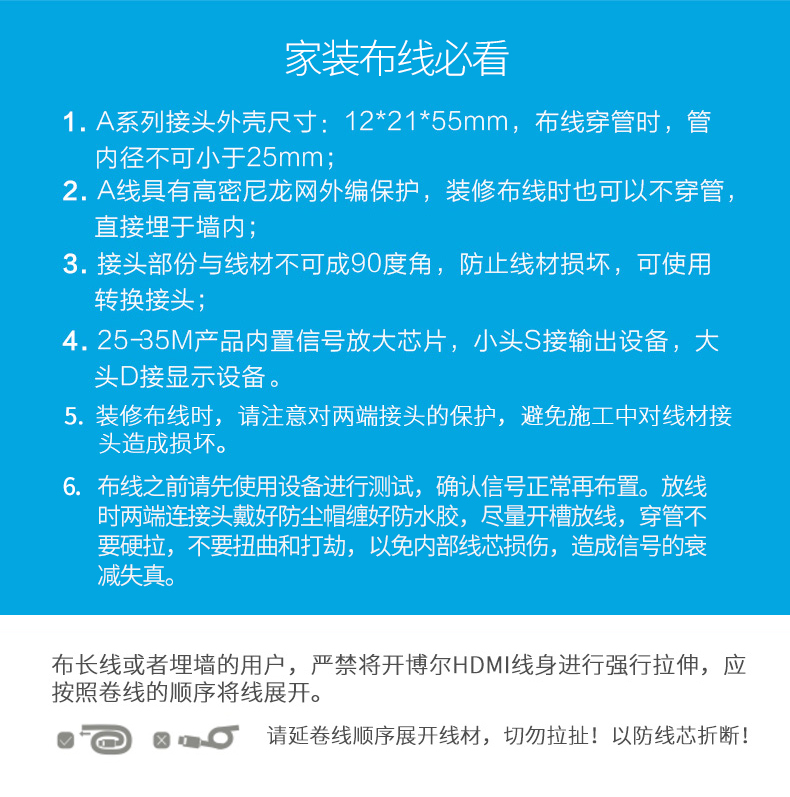 家装布线必看
1. A系列接头外壳尺寸：12*21*55mm，布线穿管时，管
内径不可小于25mm；
2. A线具有高密尼龙网外编保护，装修布线时也可以不穿管，
直接埋于墙内；
3. 接头部份与线材不可成90度角，防止线材损坏，可使用
转换接头；
4. 25-35M产品内置信号放大芯片，小头S接输出设备，大
头D接显示设备。
5. 装修布线时，请注意对两端接头的保护，避免施工中对线材接
头造成损坏。
6. 布线之前请先使用设备进行测试，确认信号正常再布置。放线
时两端连接头戴好防尘帽缠好防水胶，尽量开槽放线，穿管不
要硬拉，不要扭曲和打劫，以免内部线芯损伤，造成信号的衰
减失真。
布长线或者埋墙的用户，严禁将开博尔HDMI线身进行强行拉伸，应
按照卷线的顺序将线展开。
请延卷线顺序展开线材，切勿拉扯！以防线芯折断！